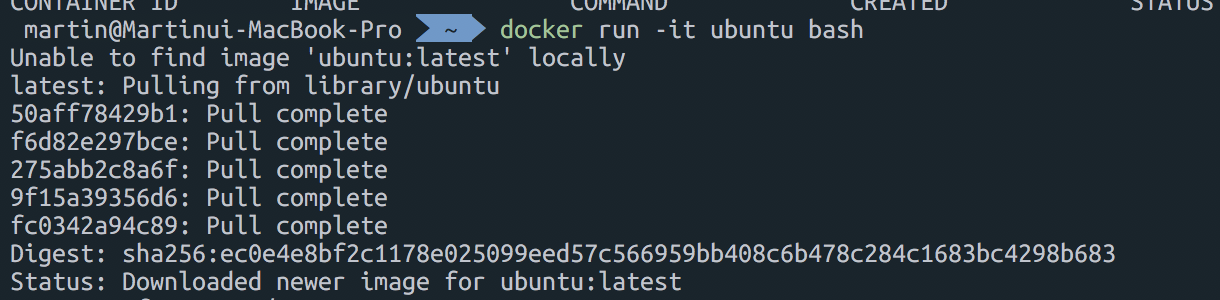 CONTAINER ID IMAGE COMMAND CREATED STATUS
martin@Martinui-MacBook-Pro ~ docker run -it ubuntu bash
Unable to find image 'ubuntu:latest' locally
latest: Pulling from library/ubuntu
50aff78429b1: Pull complete
f6d82e297bce: Pull complete
275abb2c8a6f: Pull complete
9f15a39356d6: Pull complete
fc0342a94c89: Pull complete
Digest: sha256:ec0e4e8bf2c1178e025099eed57c566959bb408c6b478c284c1683bc4298b683
Status: Downloaded newer image for ubuntu:latest